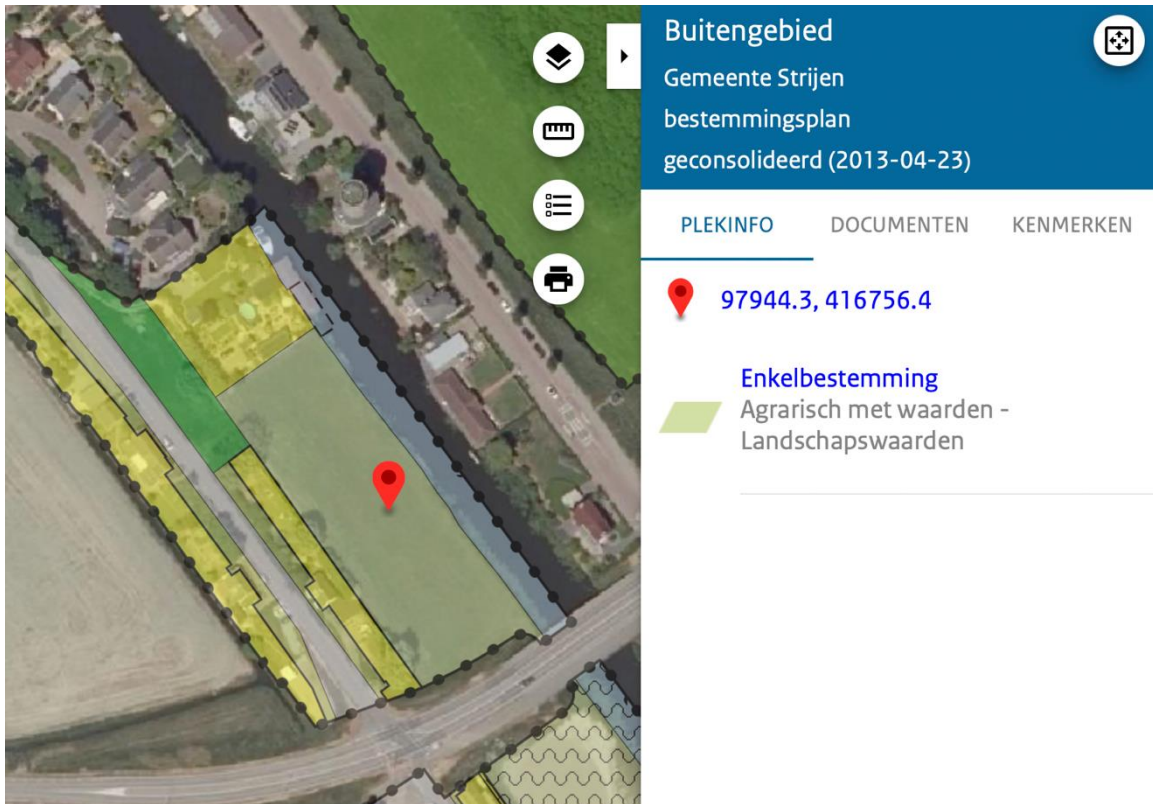 Buitengebied
Gemeente Strijen
bestemmingsplan
geconsolideerd (2013-04-23)
PLEKINFO DOCUMENTEN KENMERKEN
97944.3, 416756.4
Enkelbestemming
Agrarisch met waarden -
Landschapswaarden